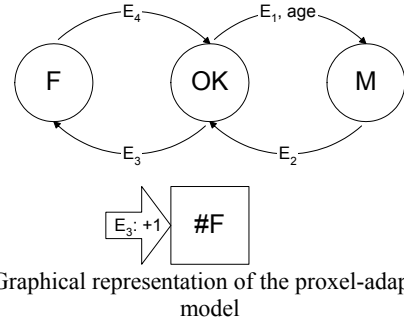 E4
E1, age
F
OK
M
E3
E2
E3: +1
#F
Graphical representation of the proxel-adap
model